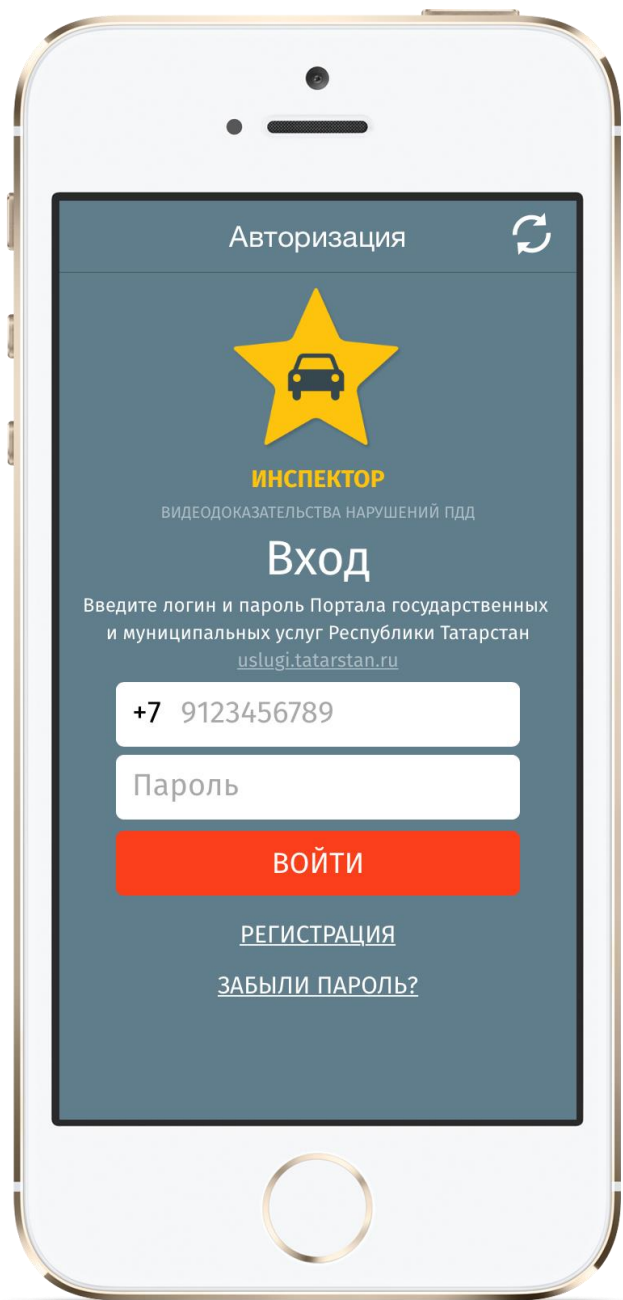 Авторизация
ИНСПЕКТОР
ВИДЕОДОКАЗАТЕЛЬСТВА НАРУШЕНИЙ ПДД
Вход
Введите логин и пароль Портала государственных
и муниципальных услуг Республики Татарстан
uslugi.tatarstan.ru
+7 9123456789
Пароль
ВОЙТИ
РЕГИСТРАЦИЯ
ЗАБЫЛИ ПАРОЛЬ?